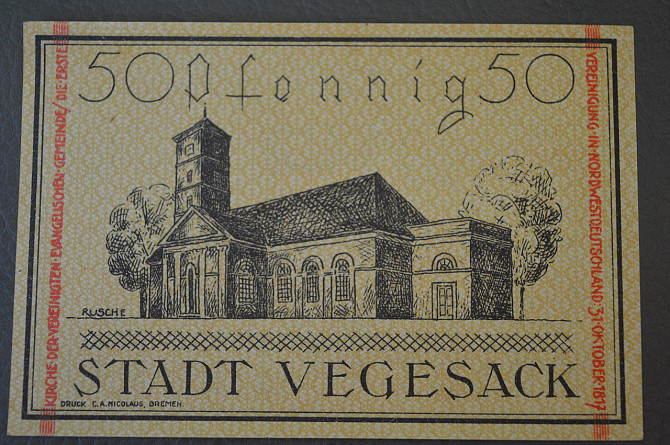 50 Pfennig 50
KIRCHE·DER·VEREINIGTEN·EVANGELISCHEN·GEMEINDE/DIE·ERSTE
VEREINIGUNG·IN·NORDWESTDEUTSCHLAND·31·OKTOBER·1817
RUSCHE
STADT VEGESACK
DRUCK C.A.NICOLAUS, BREMEN.